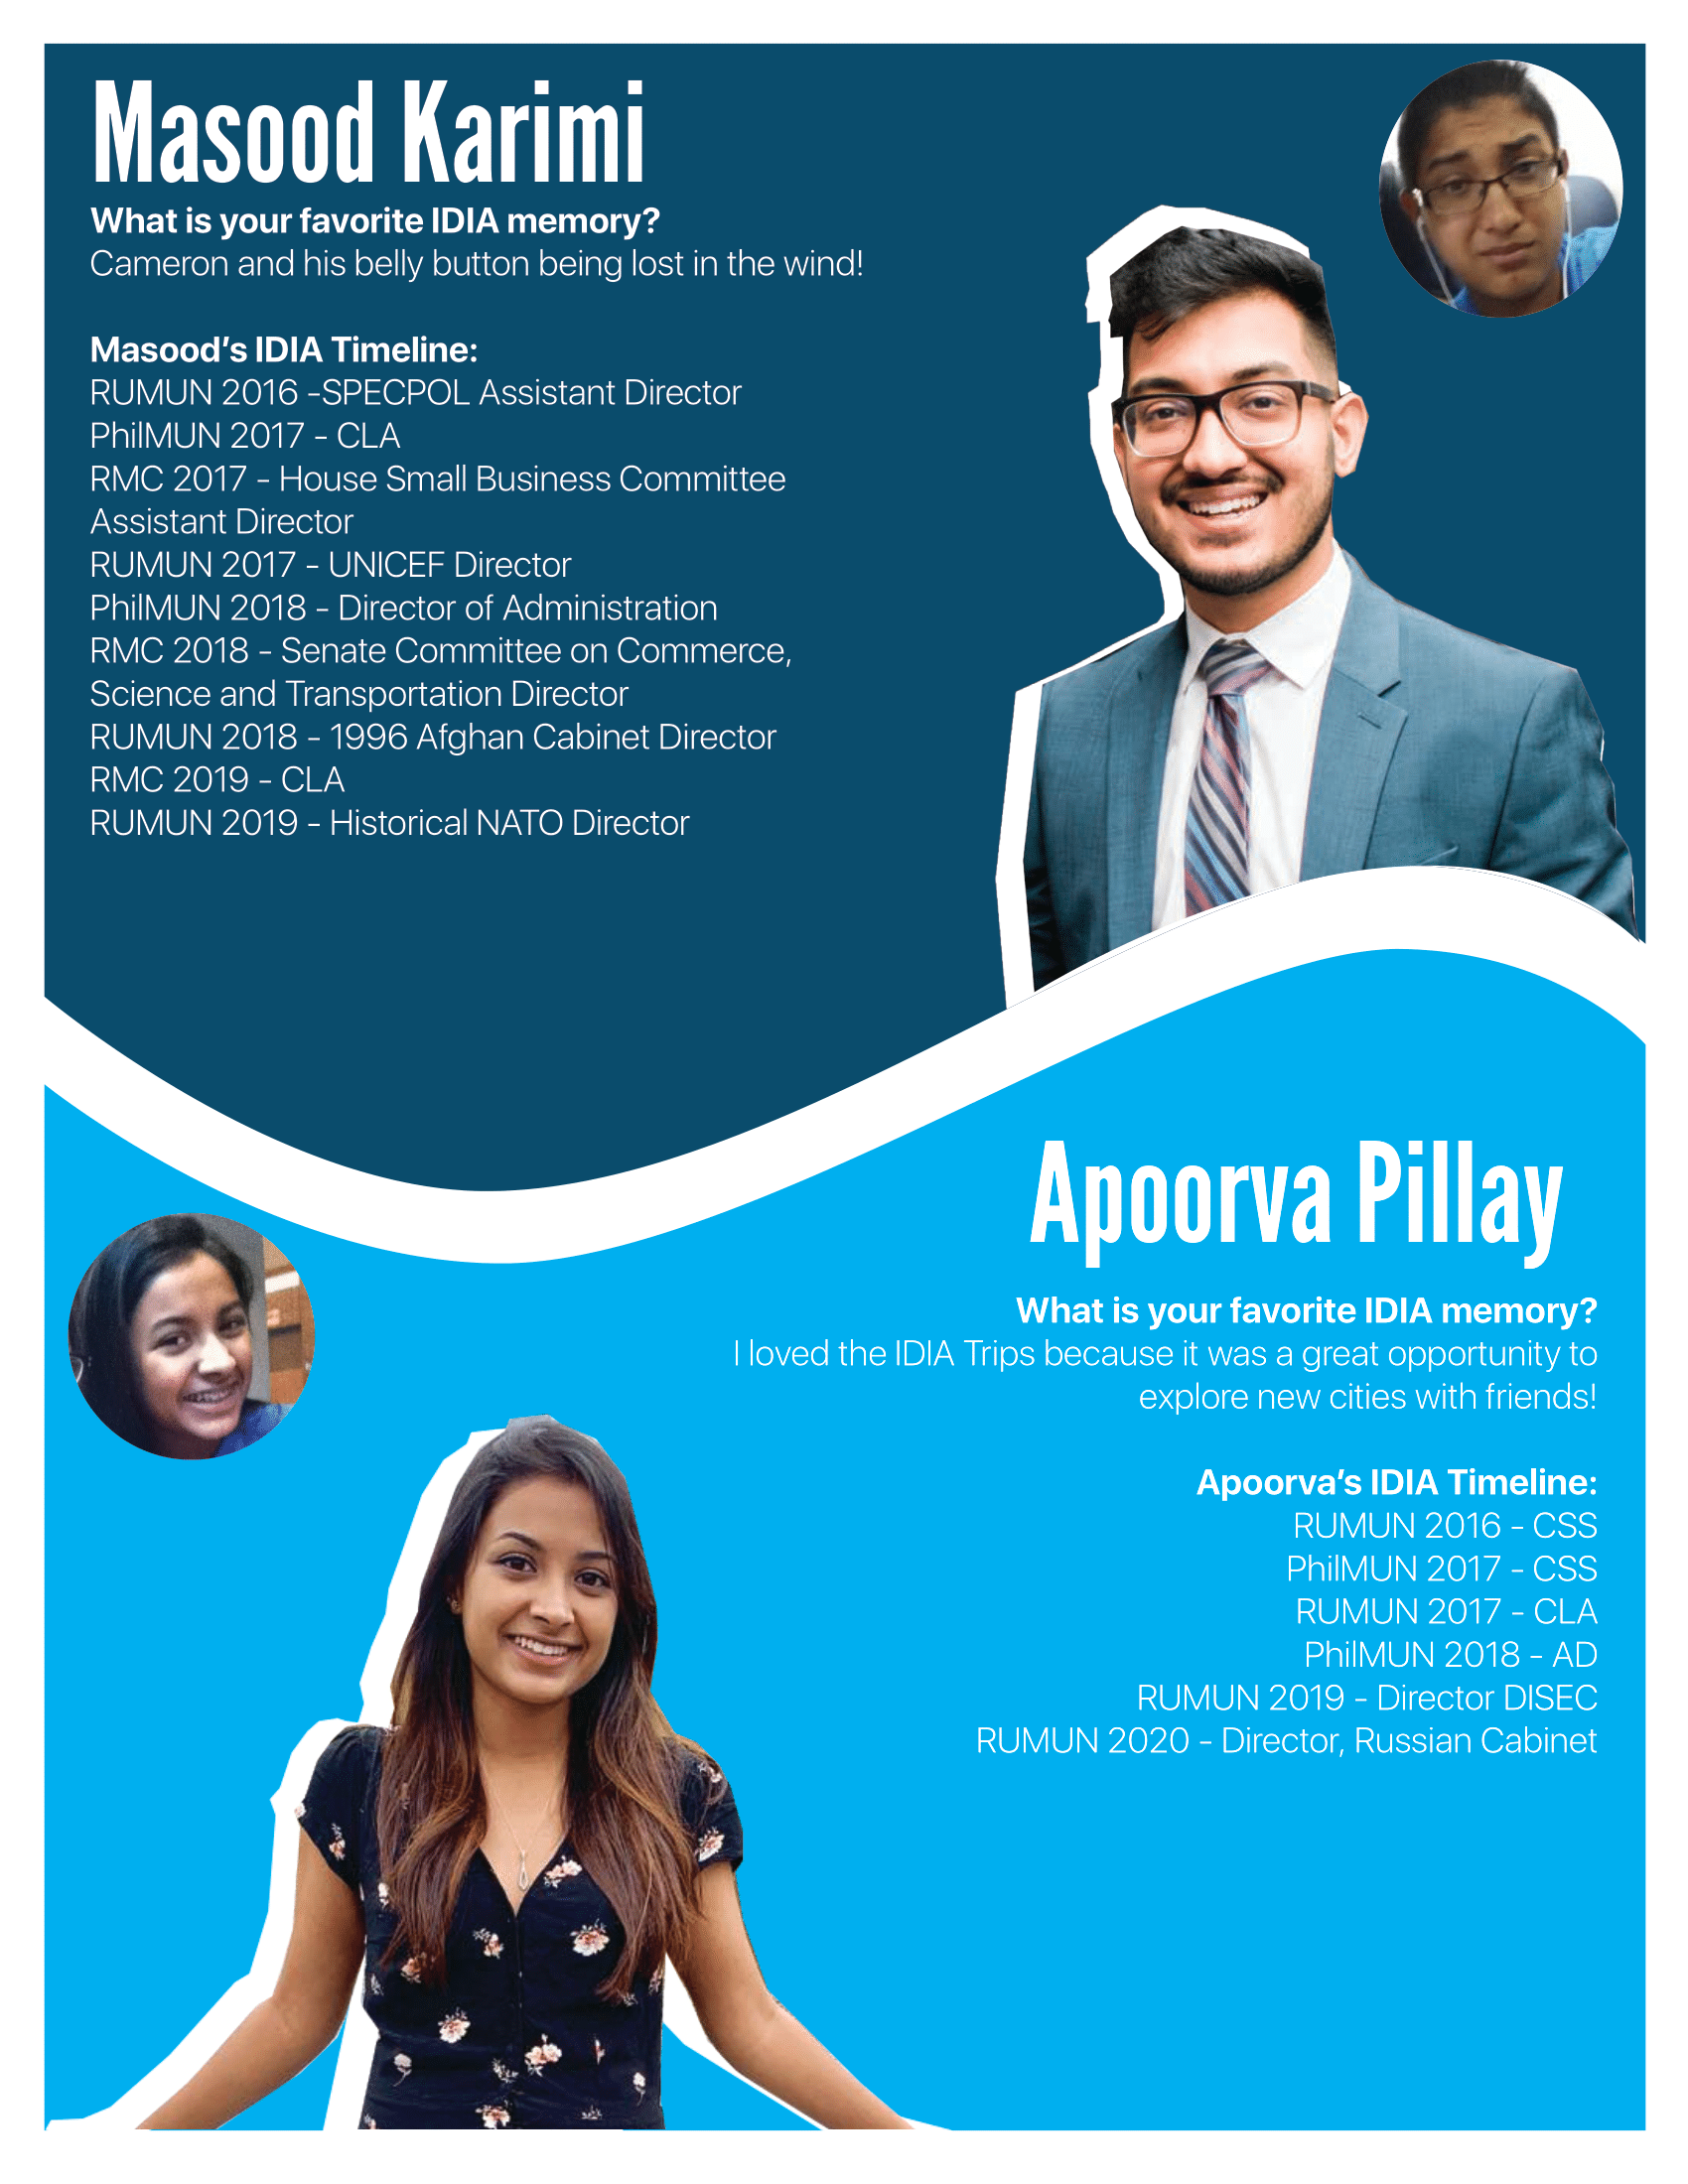 Masood Karimi
What is your favorite IDIA memory?
Cameron and his belly button being lost in the wind!
Masood's IDIA Timeline:
RUMUN 2016 -SPECPOL Assistant Director
PhilMUN 2017 - CLA
RMC 2017 - House Small Business Committee
Assistant Director
RUMUN 2017 - UNICEF Director
PhilMUN 2018 - Director of Administration
RMC 2018 - Senate Committee on Commerce,
Science and Transportation Director
RUMUN 2018 - 1996 Afghan Cabinet Director
RMC 2019 - CLA
RUMUN 2019 - Historical NATO Director
Apoorva Pillay
What is your favorite IDIA memory?
I loved the IDIA Trips because it was a great opportunity to
explore new cities with friends!
Apoorva's IDIA Timeline:
RUMUN 2016 - CSS
PhilMUN 2017 - CSS
RUMUN 2017 - CLA
PhilMUN 2018 - AD
RUMUN 2019 - Director DISEC
RUMUN 2020 - Director, Russian Cabinet